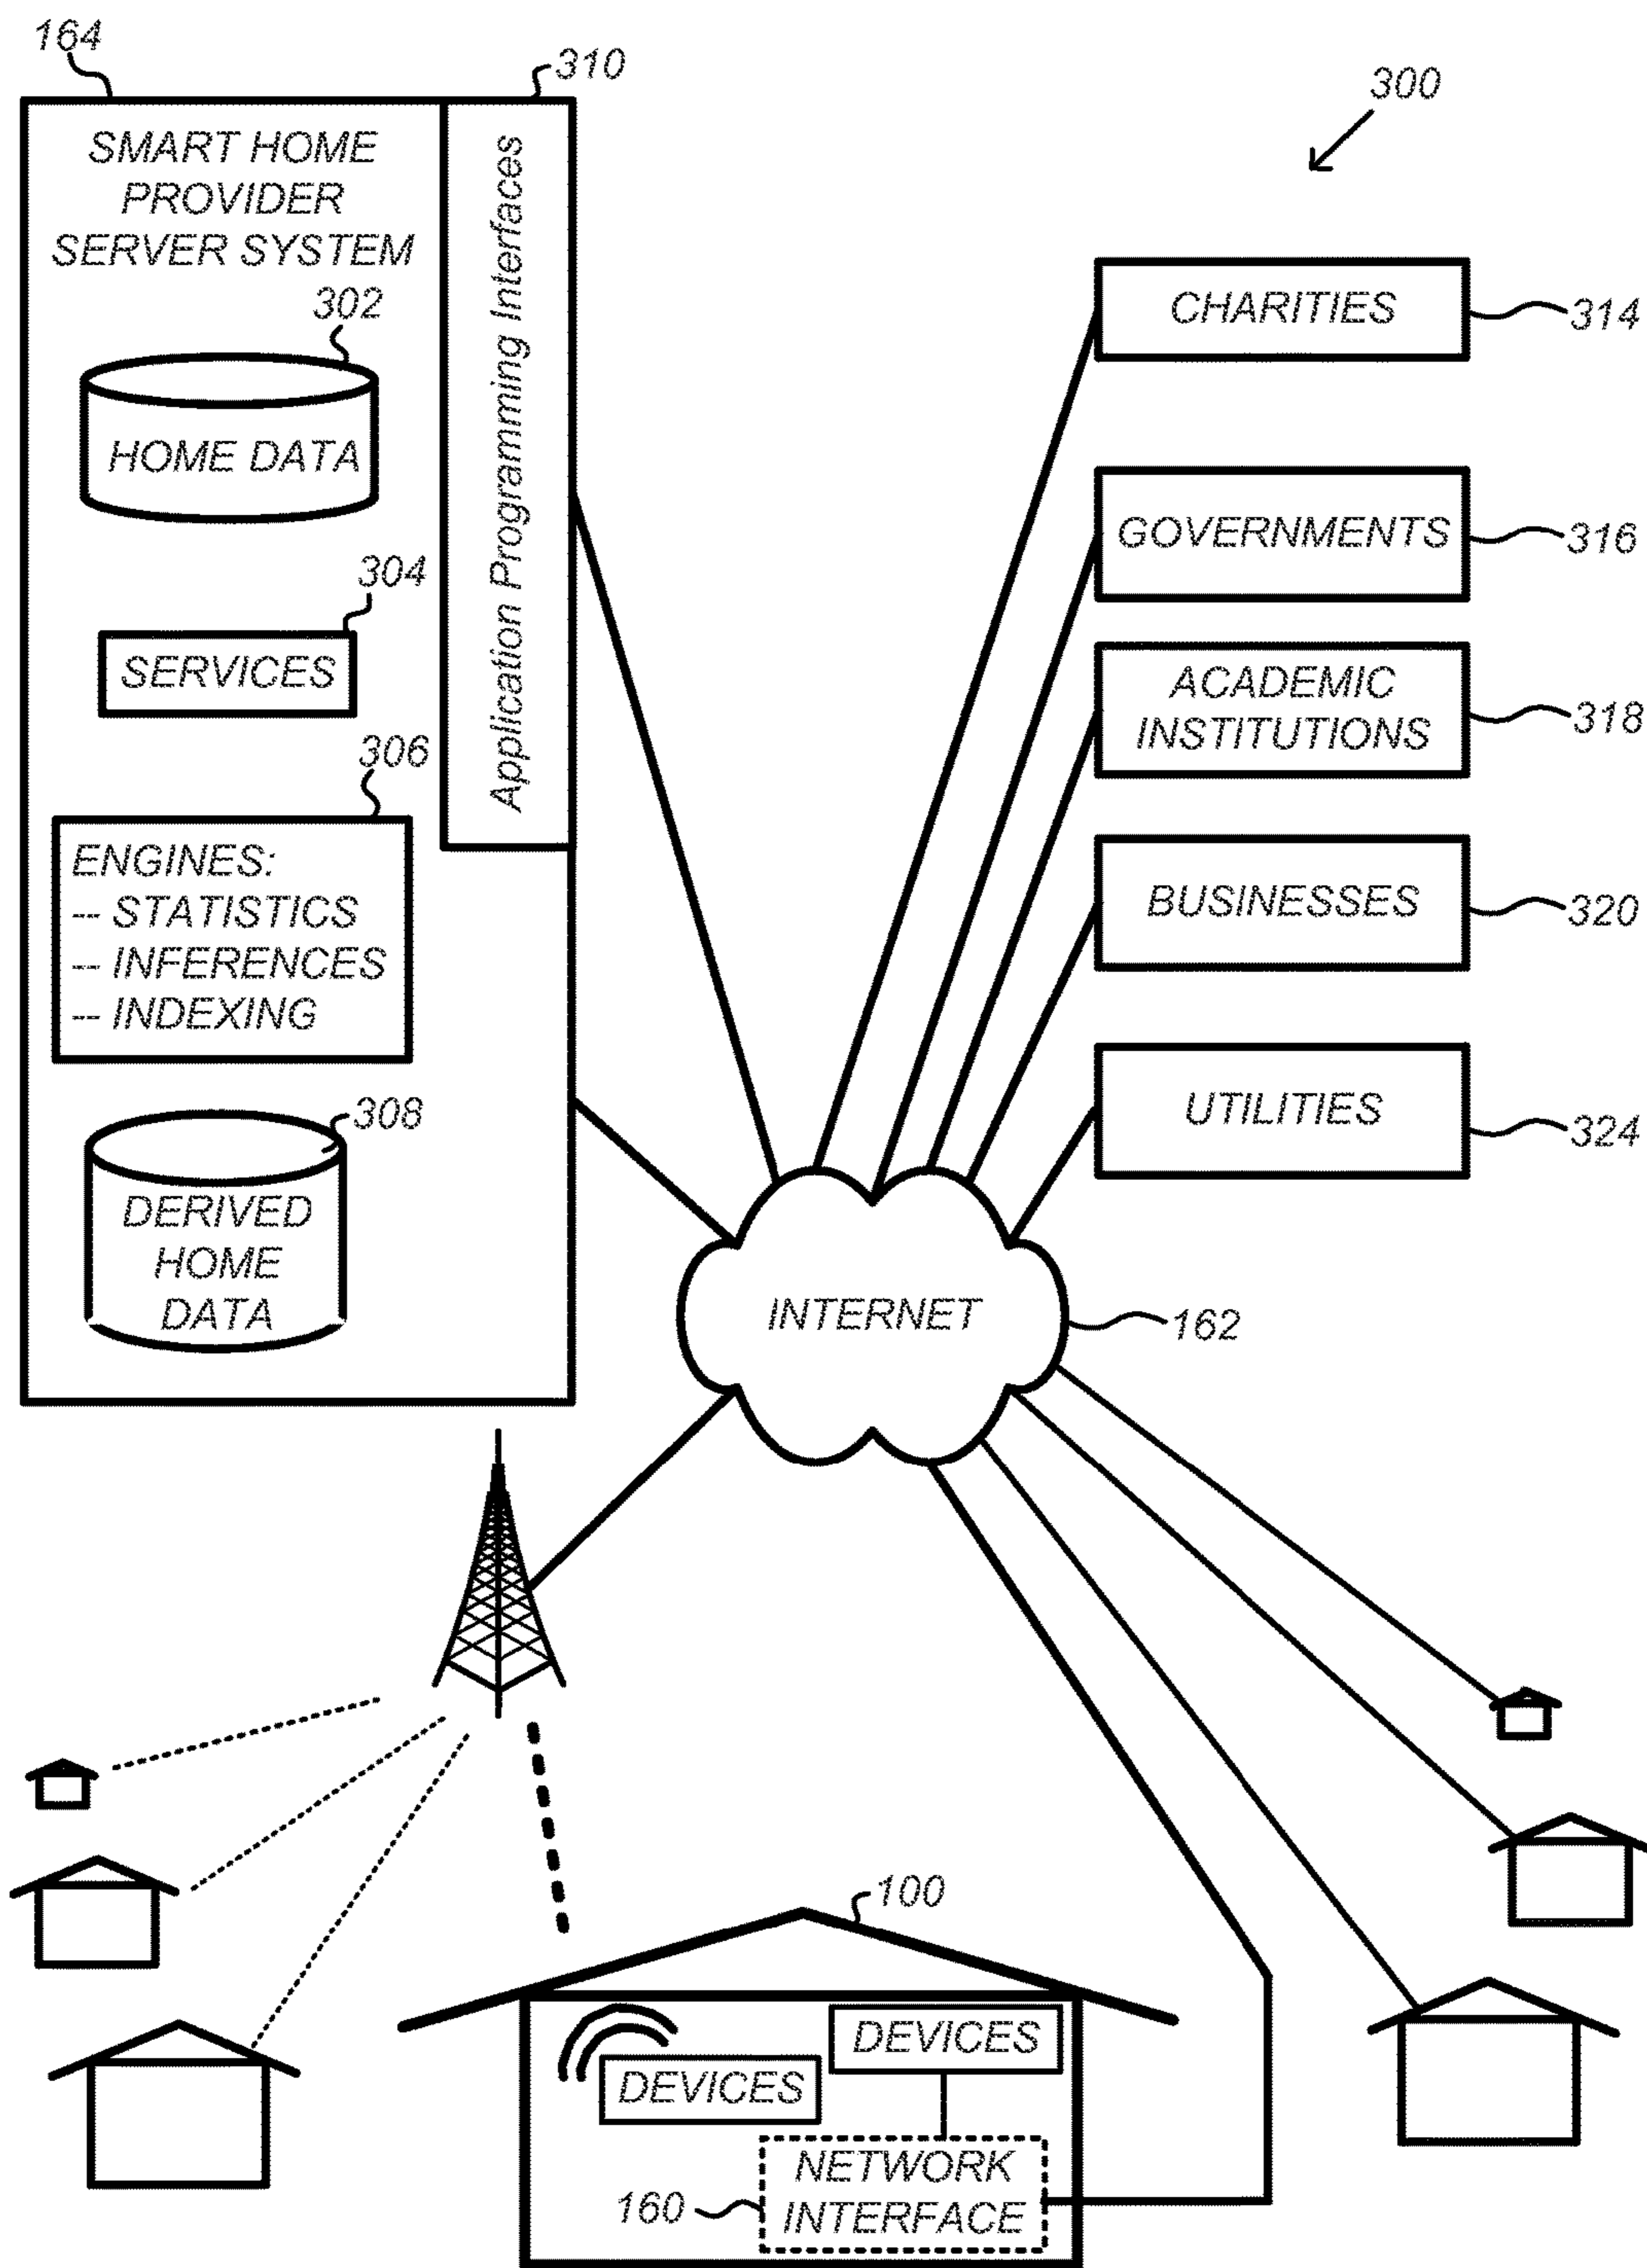 164
310
300
SMART HOME
PROVIDER
SERVER SYSTEM
Application Programming Interfaces
302
HOME DATA
304
SERVICES
306
ENGINES:
-- STATISTICS
-- INFERENCES
-- INDEXING
308
DERIVED
HOME
DATA
CHARITIES
314
GOVERNMENTS
316
ACADEMIC
INSTITUTIONS
318
BUSINESSES
320
UTILITIES
324
INTERNET
162
100
DEVICES
DEVICES
NETWORK
INTERFACE
160